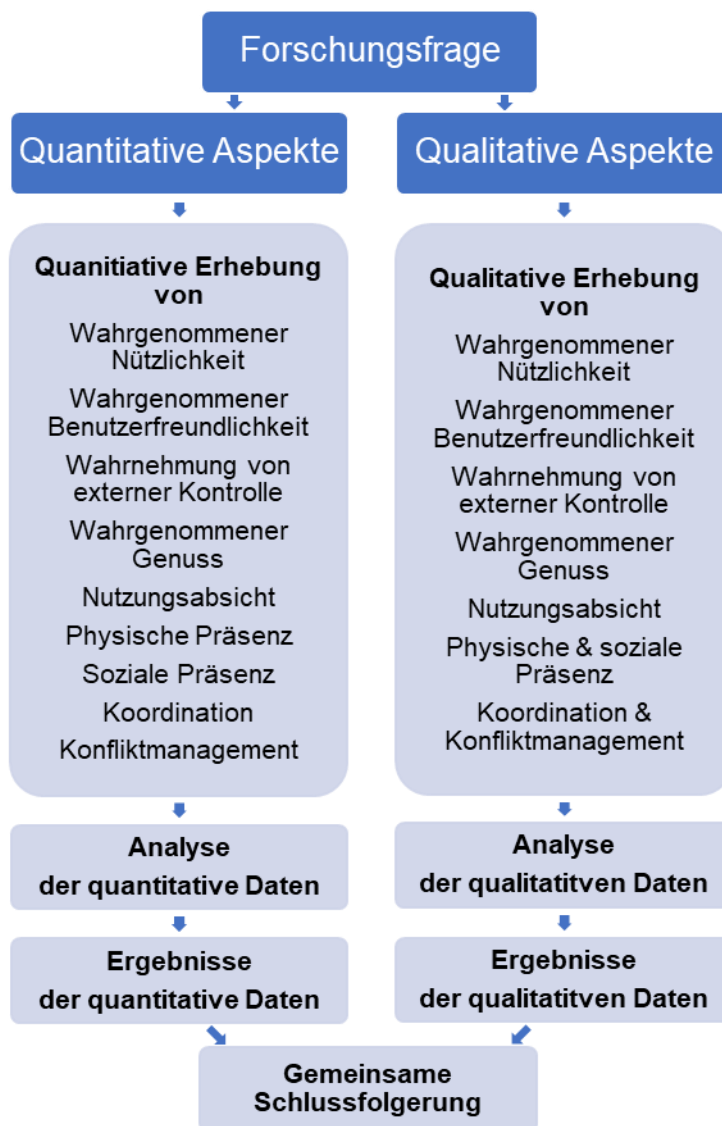 Forschungsfrage
Quantitative Aspekte
Quanitiative Erhebung
von
Wahrgenommener
Nützlichkeit
Wahrgenommener
Benutzerfreundlichkeit
Wahrnehmung von
externer Kontrolle
Wahrgenommener
Genuss
Nutzungsabsicht
Physische Präsenz
Soziale Präsenz
Koordination
Konfliktmanagement
Analyse
der quantitative Daten
Ergebnisse
der quantitative Daten
Qualitative Aspekte
Qualitative Erhebung
von
Wahrgenommener
Nützlichkeit
Wahrgenommener
Benutzerfreundlichkeit
Wahrnehmung von
externer Kontrolle
Wahrgenommener
Genuss
Nutzungsabsicht
Physische & soziale
Präsenz
Koordination &
Konfliktmanagement
Analyse
der qualitatitven Daten
Ergebnisse
der qualitatitven Daten
Gemeinsame
Schlussfolgerung